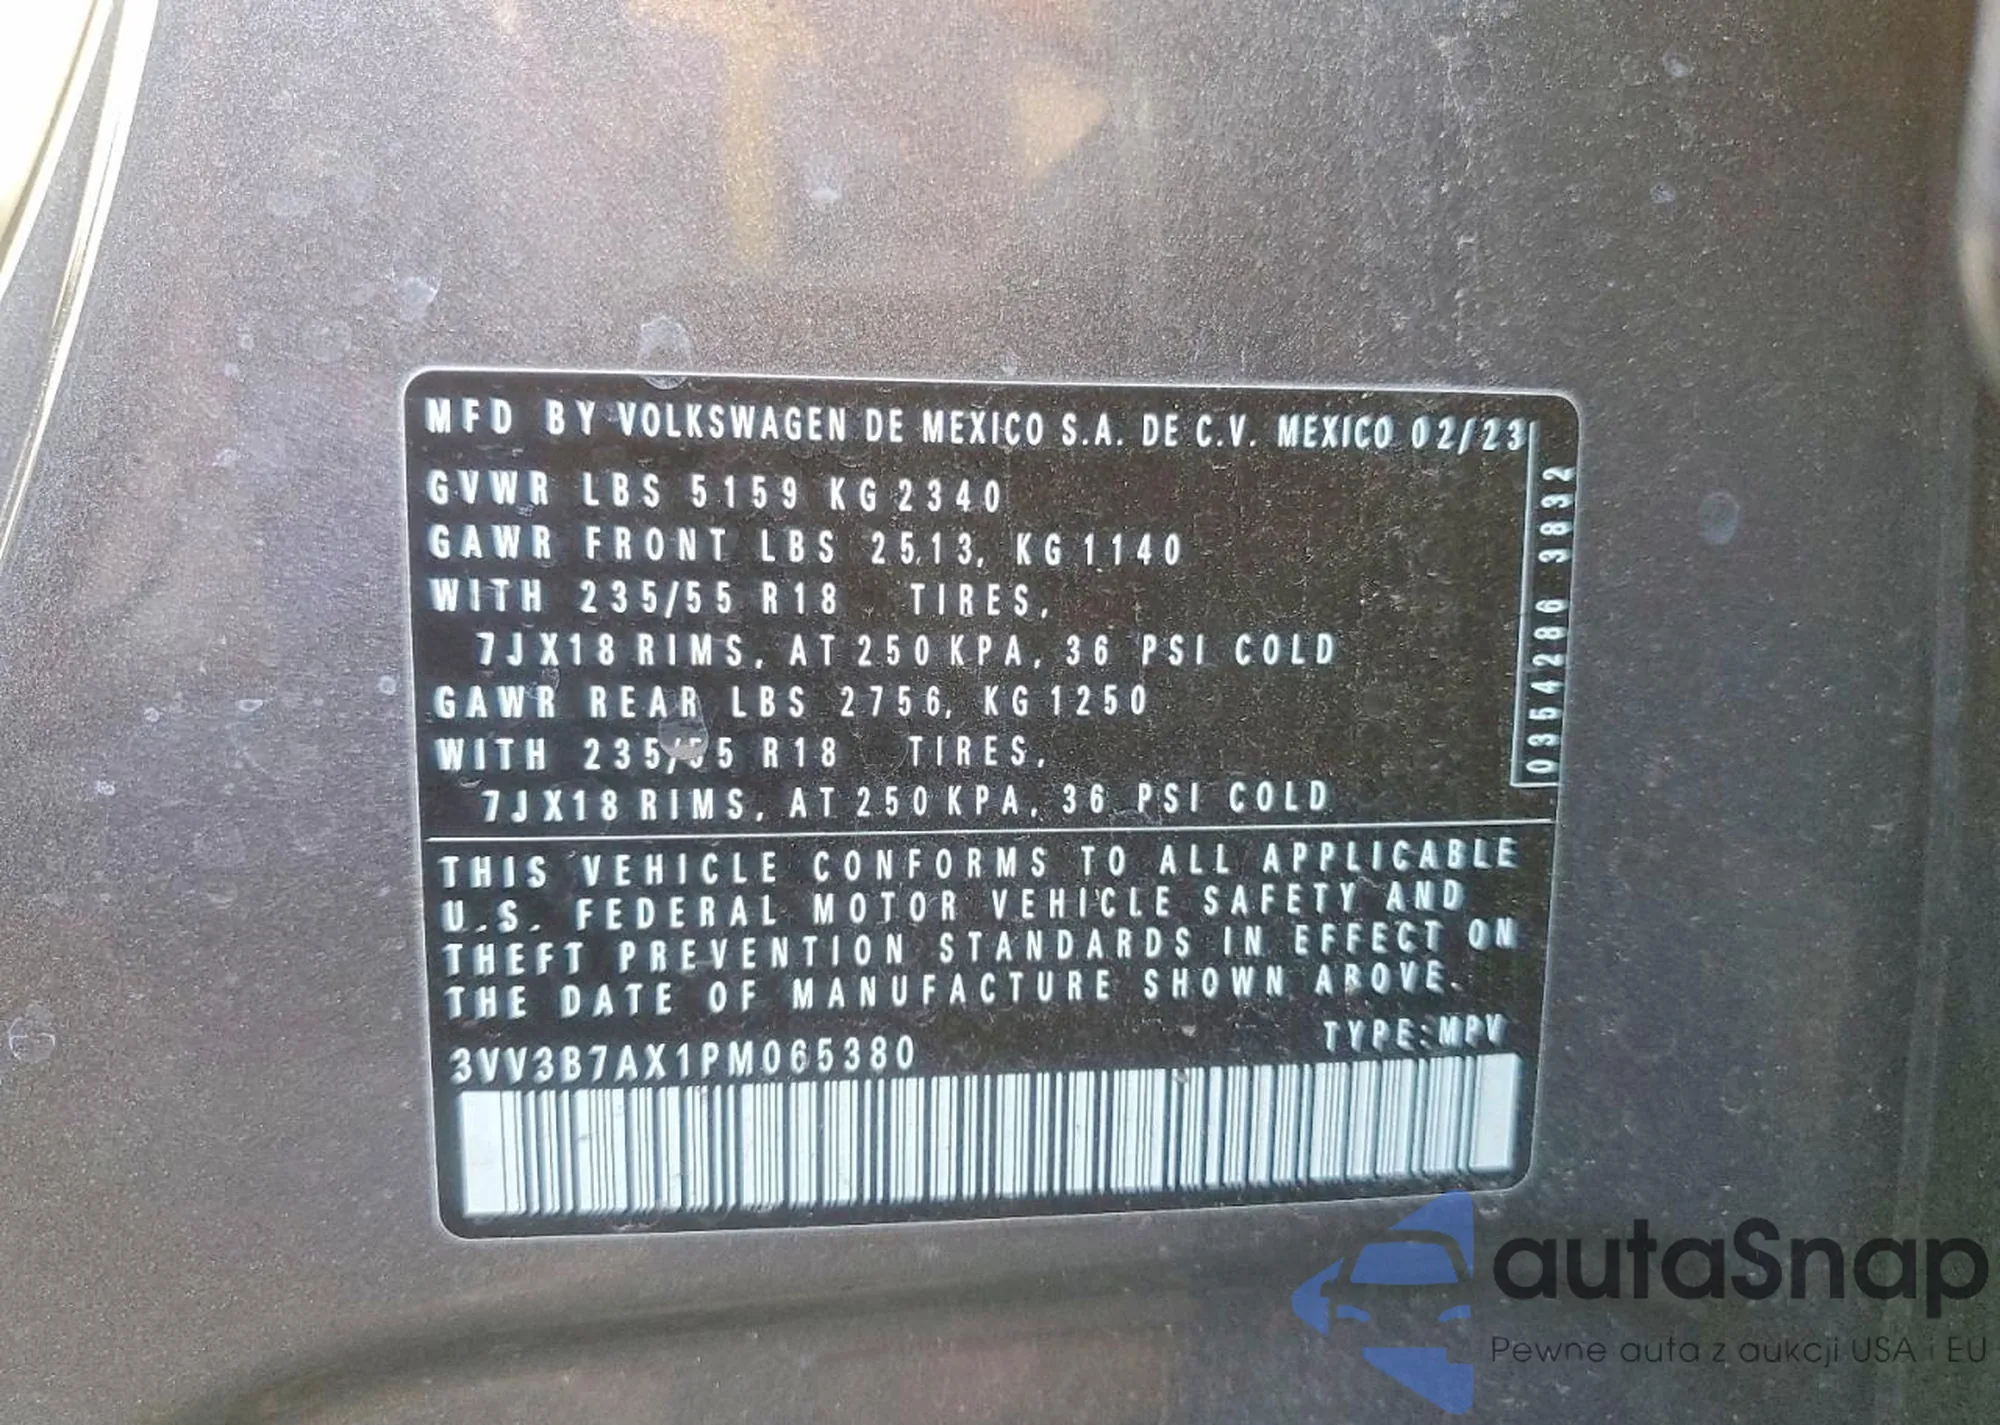 MFD BY VOLKSWAGEN DE MEXICO S.A. DE C.V. MEXICO 02/23
GVWR LBS 5159 KG 2340
GAWR FRONT LBS 2513, KG 1140
WITH 235/55 R18 TIRES,
7JX18 RIMS, AT 250 KPA, 36 PSI COLD
GAWR REAR LBS 2756, KG 1250
WITH 235/55 R18 TIRES,
7JX18 RIMS, AT 250 KPA, 36 PSI COLD
0354286 3832
THIS VEHICLE CONFORMS TO ALL APPLICABLE
U.S. FEDERAL MOTOR VEHICLE SAFETY AND
THEFT PREVENTION STANDARDS IN EFFECT ON
THE DATE OF MANUFACTURE SHOWN ABOVE.
3VV3B7AX1PM065380 TYPE:MPV
autaSnap
Pewne auta z aukcji USA i EU